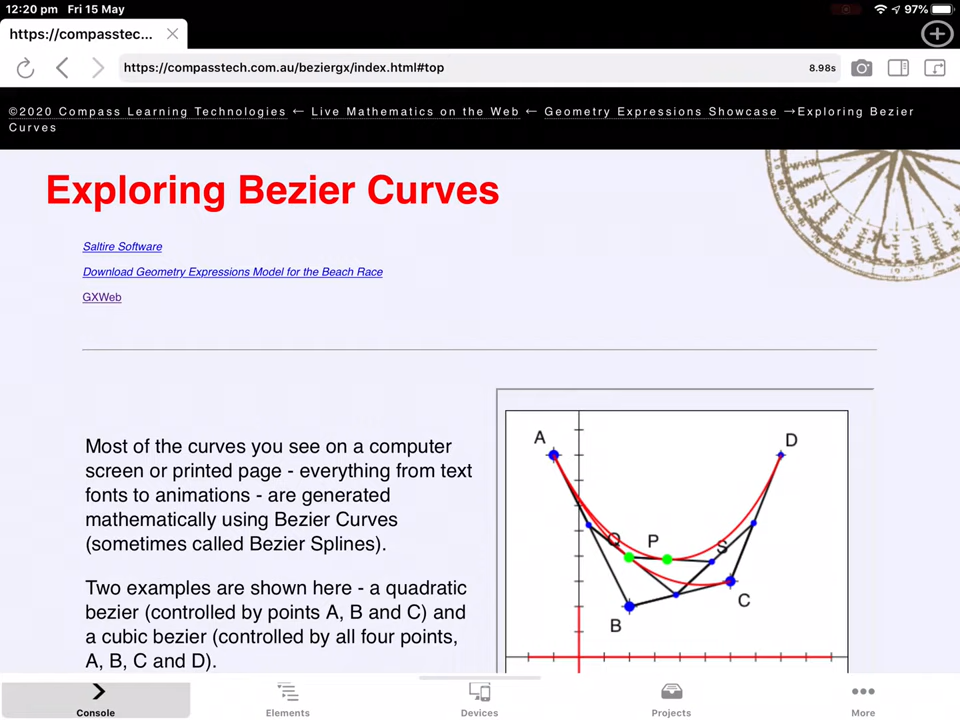 12:20 pm Fri 15 May 97%
https://compasstec...
https://compasstech.com.au/beziergx/index.html#top 8.98s
©2020 Compass Learning Technologies ← Live Mathematics on the Web ← Geometry Expressions Showcase →Exploring Bezier
Curves
Exploring Bezier Curves
Saltire Software
Download Geometry Expressions Model for the Beach Race
GXWeb
Most of the curves you see on a computer
screen or printed page - everything from text
fonts to animations - are generated
mathematically using Bezier Curves
(sometimes called Bezier Splines).
Two examples are shown here - a quadratic
bezier (controlled by points A, B and C) and
a cubic bezier (controlled by all four points,
A, B, C and D).
A
D
Q
P
S
C
B
Console
Elements
Devices
Projects
More